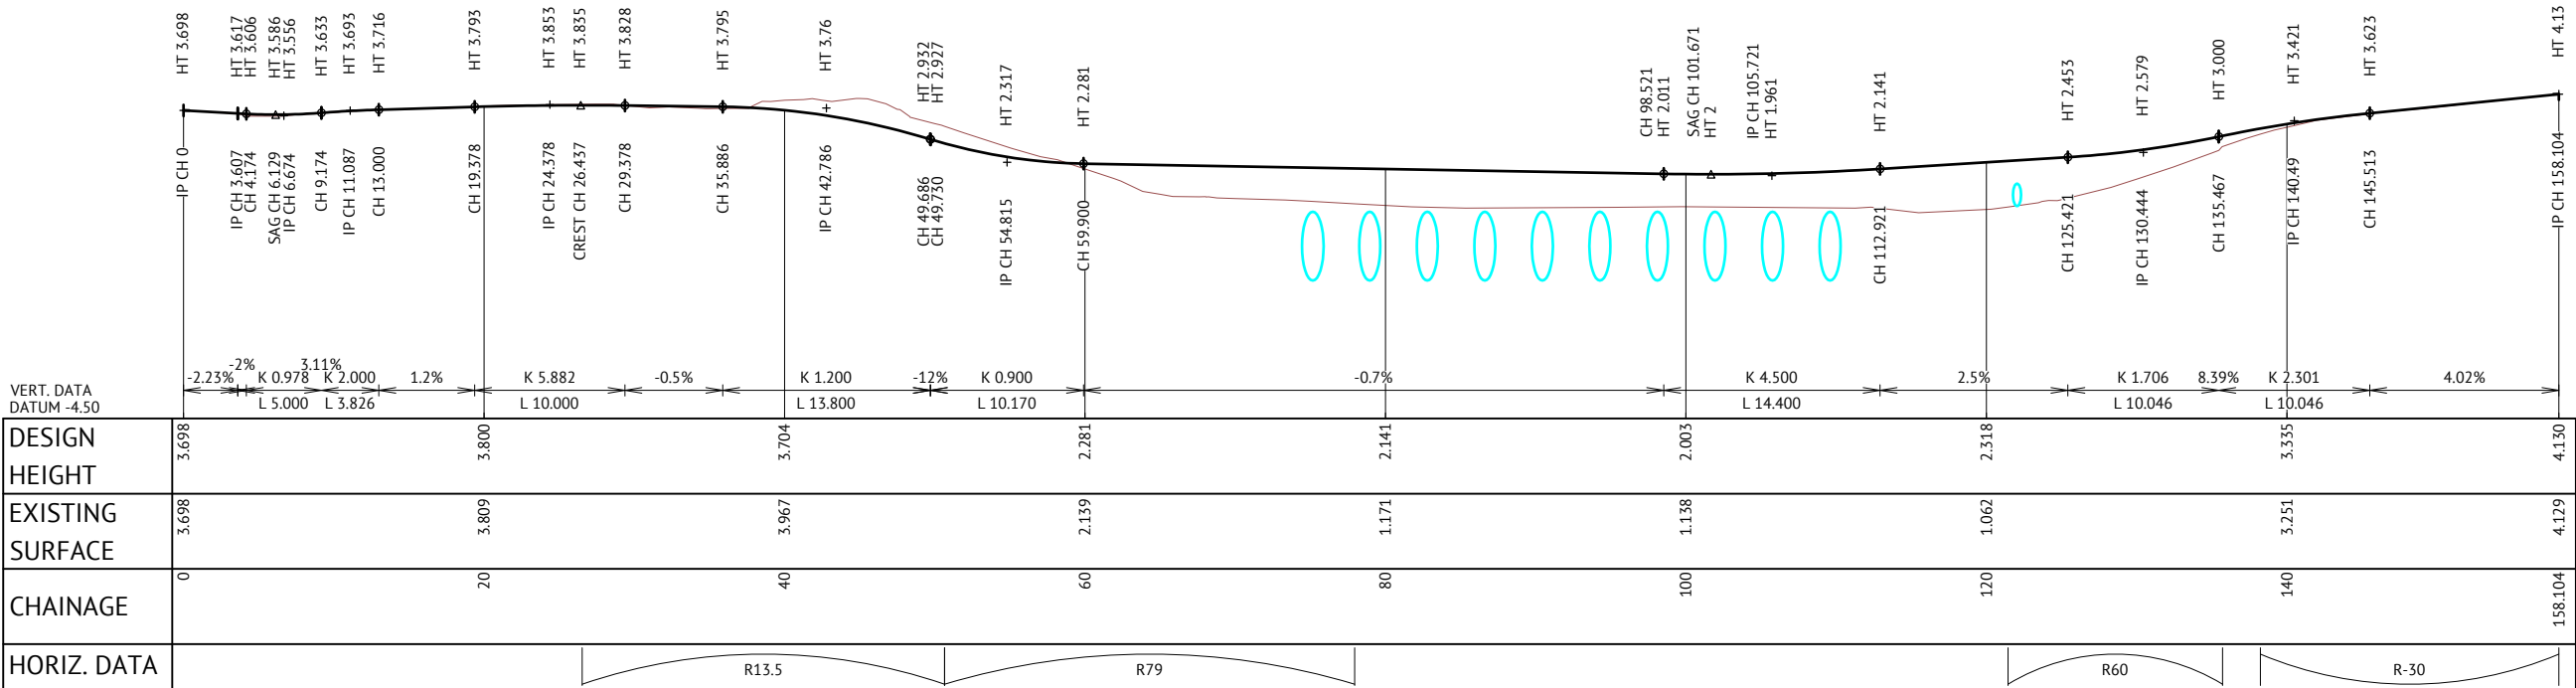 HT 3.698
HT 3.617
HT 3.606
HT 3.586
HT 3.556
HT 3.633
HT 3.693
HT 3.716
HT 3.793
HT 3.853
HT 3.835
HT 3.828
HT 3.795
HT 3.76
HT 2.932
HT 2.927
HT 2.317
HT 2.281
CH 98.521
HT 2.011
SAG CH 101.671
HT 2
IP CH 105.721
HT 1.961
HT 2.141
HT 2.453
HT 2.579
HT 3.000
HT 3.421
HT 3.623
HT 4.13
IP CH 0
IP CH 3.607
CH 4.174
SAG CH 6.129
IP CH 6.674
CH 9.174
IP CH 11.087
CH 13.000
CH 19.378
IP CH 24.378
CREST CH 26.437
CH 29.378
CH 35.886
IP CH 42.786
CH 49.686
CH 49.730
IP CH 54.815
CH 59.900
CH 112.921
CH 125.421
IP CH 130.444
CH 135.467
IP CH 140.49
CH 145.513
IP CH 158.104
VERT. DATA
DATUM -4.50
-2.23%
-2%
K 0.978
3.11%
K 2.000
1.2%
K 5.882
-0.5%
K 1.200
-12%
K 0.900
-0.7%
K 4.500
2.5%
K 1.706
8.39%
K 2.301
4.02%
L 5.000
L 3.826
L 10.000
L 13.800
L 10.170
L 14.400
L 10.046
L 10.046
DESIGN
HEIGHT
3.698
3.800
3.704
2.281
2.141
2.003
2.318
3.335
4.130
EXISTING
SURFACE
3.698
3.809
3.967
2.139
1.171
1.138
1.062
3.251
4.129
CHAINAGE
0
20
40
60
80
100
120
140
158.104
HORIZ. DATA
R13.5
R79
R60
R-30